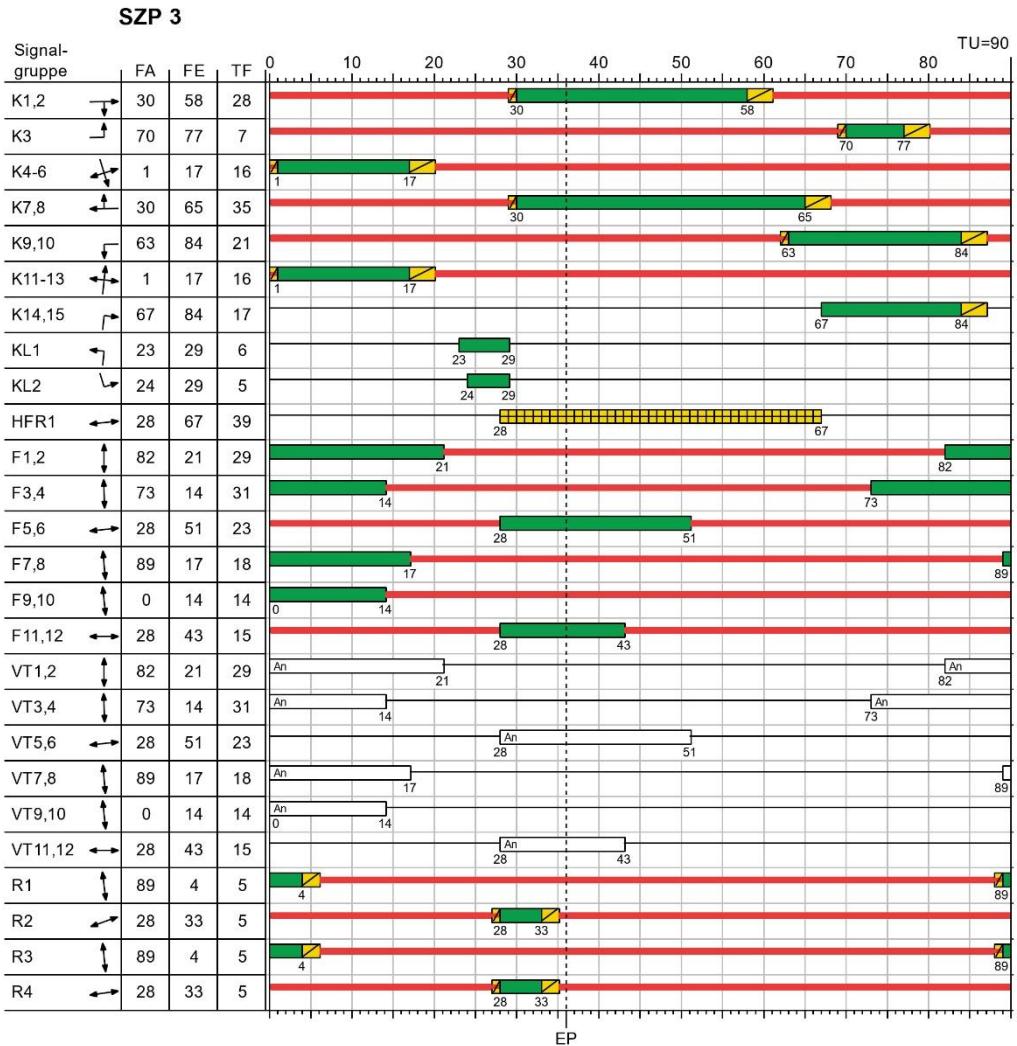 SZP 3
TU=90
Signal-
gruppe FA FE TF 0 10 20 30 40 50 60 70 80
K1,2 30 58 28 30 58
K3 70 77 7 70 77
K4-6 1 17 16 1 17
K7,8 30 65 35 30 65
K9,10 63 84 21 63 84
K11-13 1 17 16 1 17
K14,15 67 84 17 67 84
KL1 23 29 6 23 29
KL2 24 29 5 24 29
HFR1 28 67 39 28 67
F1,2 82 21 29 21 82
F3,4 73 14 31 14 73
F5,6 28 51 23 28 51
F7,8 89 17 18 17 89
F9,10 0 14 14 0 14
F11,12 28 43 15 28 43
VT1,2 82 21 29 An 21 An 82
VT3,4 73 14 31 An 14 An 73
VT5,6 28 51 23 An 28 51
VT7,8 89 17 18 An 17 89
VT9,10 0 14 14 An 0 14
VT11,12 28 43 15 An 28 43
R1 89 4 5 4 89
R2 28 33 5 28 33
R3 89 4 5 4 89
R4 28 33 5 28 33
EP